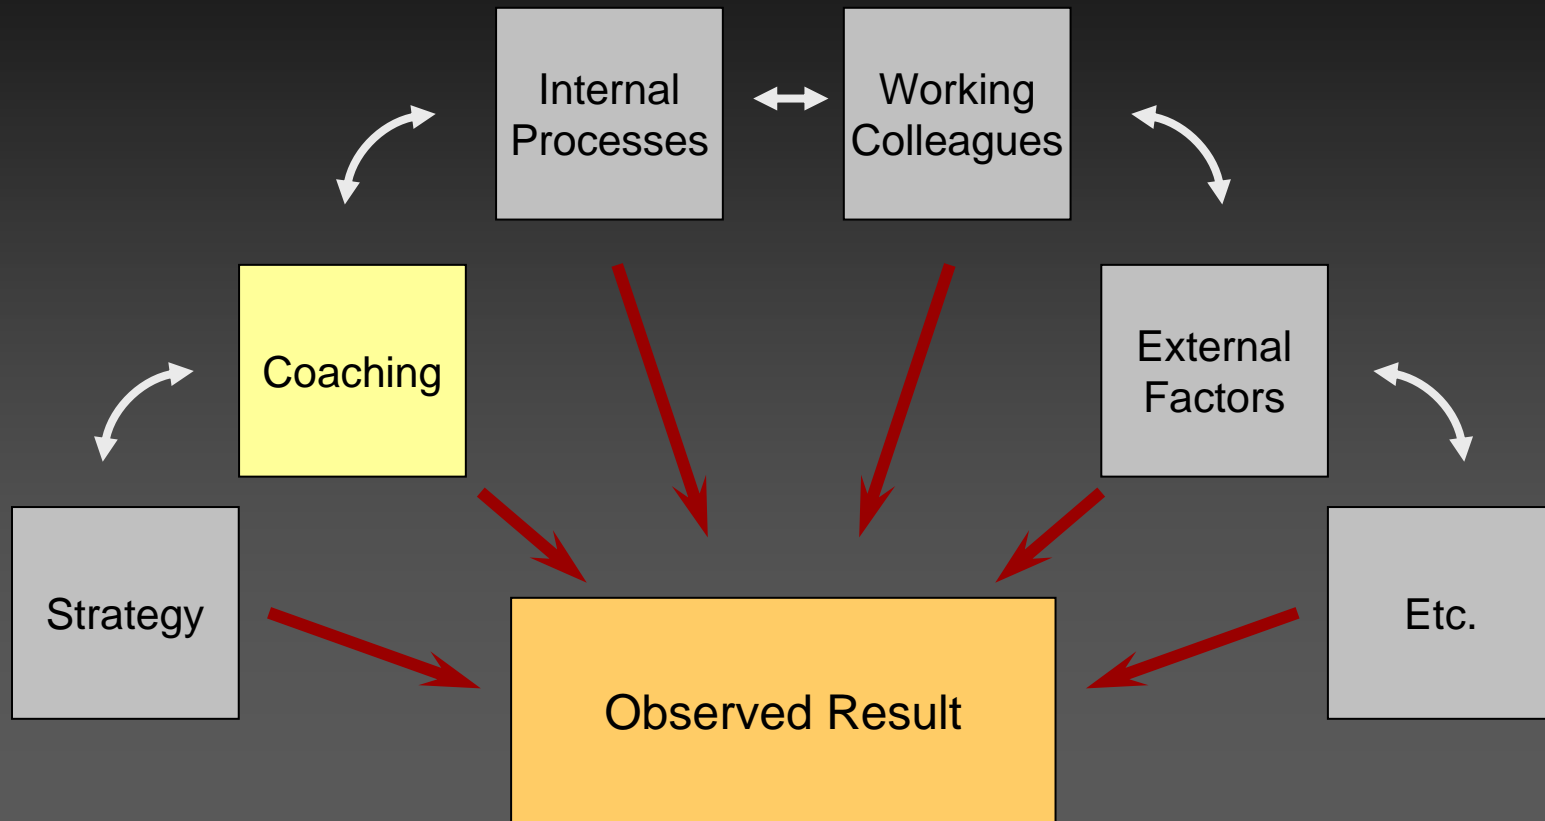 Internal
Processes
Working
Colleagues
Coaching
External
Factors
Strategy
Etc.
Observed Result